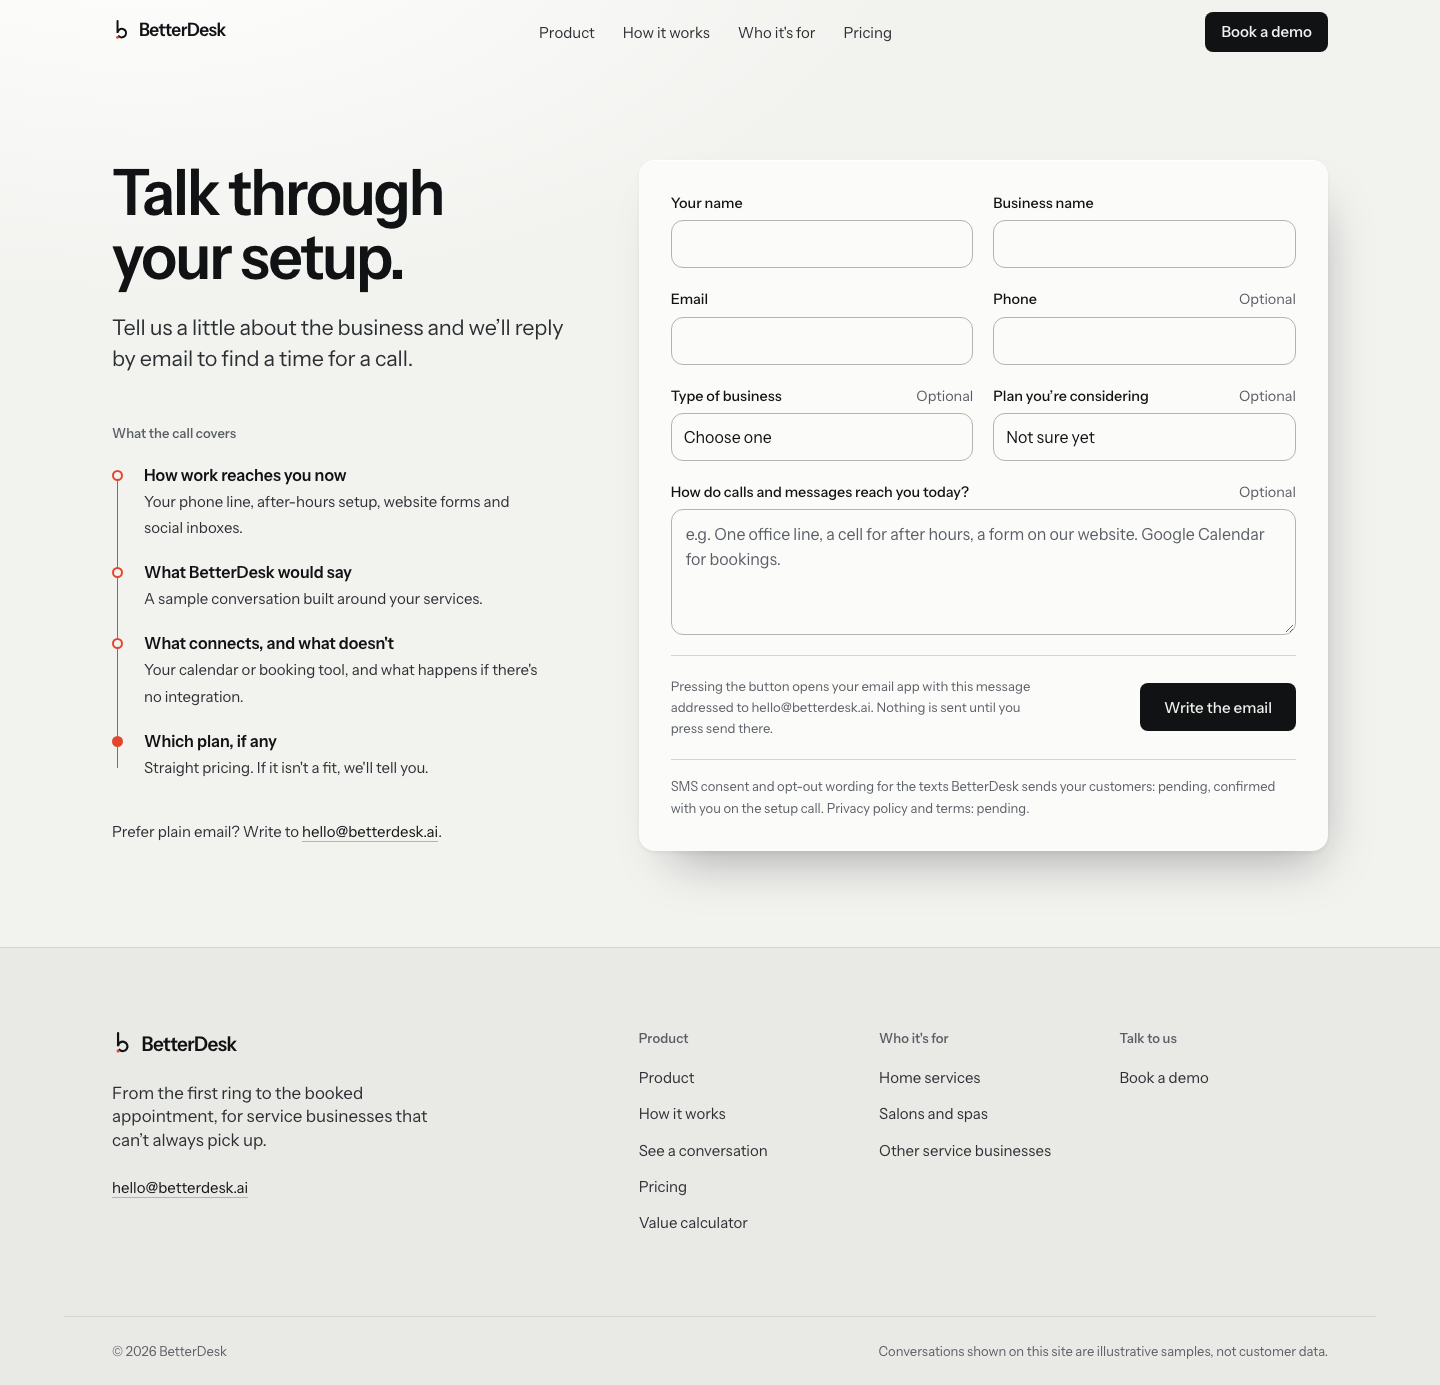 BetterDesk
Product
How it works
Who it's for
Pricing
Book a demo
Talk through
your setup.
Tell us a little about the business and we’ll reply
by email to find a time for a call.
What the call covers
How work reaches you now
Your phone line, after-hours setup, website forms and
social inboxes.
What BetterDesk would say
A sample conversation built around your services.
What connects, and what doesn't
Your calendar or booking tool, and what happens if there's
no integration.
Which plan, if any
Straight pricing. If it isn't a fit, we'll tell you.
Prefer plain email? Write to hello@betterdesk.ai.
Your name
Business name
Email
Phone Optional
Type of business Optional
Choose one
Plan you’re considering Optional
Not sure yet
How do calls and messages reach you today? Optional
e.g. One office line, a cell for after hours, a form on our website. Google Calendar
for bookings.
Pressing the button opens your email app with this message
addressed to hello@betterdesk.ai. Nothing is sent until you
press send there.
Write the email
SMS consent and opt-out wording for the texts BetterDesk sends your customers: pending, confirmed
with you on the setup call. Privacy policy and terms: pending.
BetterDesk
From the first ring to the booked
appointment, for service businesses that
can’t always pick up.
hello@betterdesk.ai
Product
Product
How it works
See a conversation
Pricing
Value calculator
Who it's for
Home services
Salons and spas
Other service businesses
Talk to us
Book a demo
© 2026 BetterDesk
Conversations shown on this site are illustrative samples, not customer data.